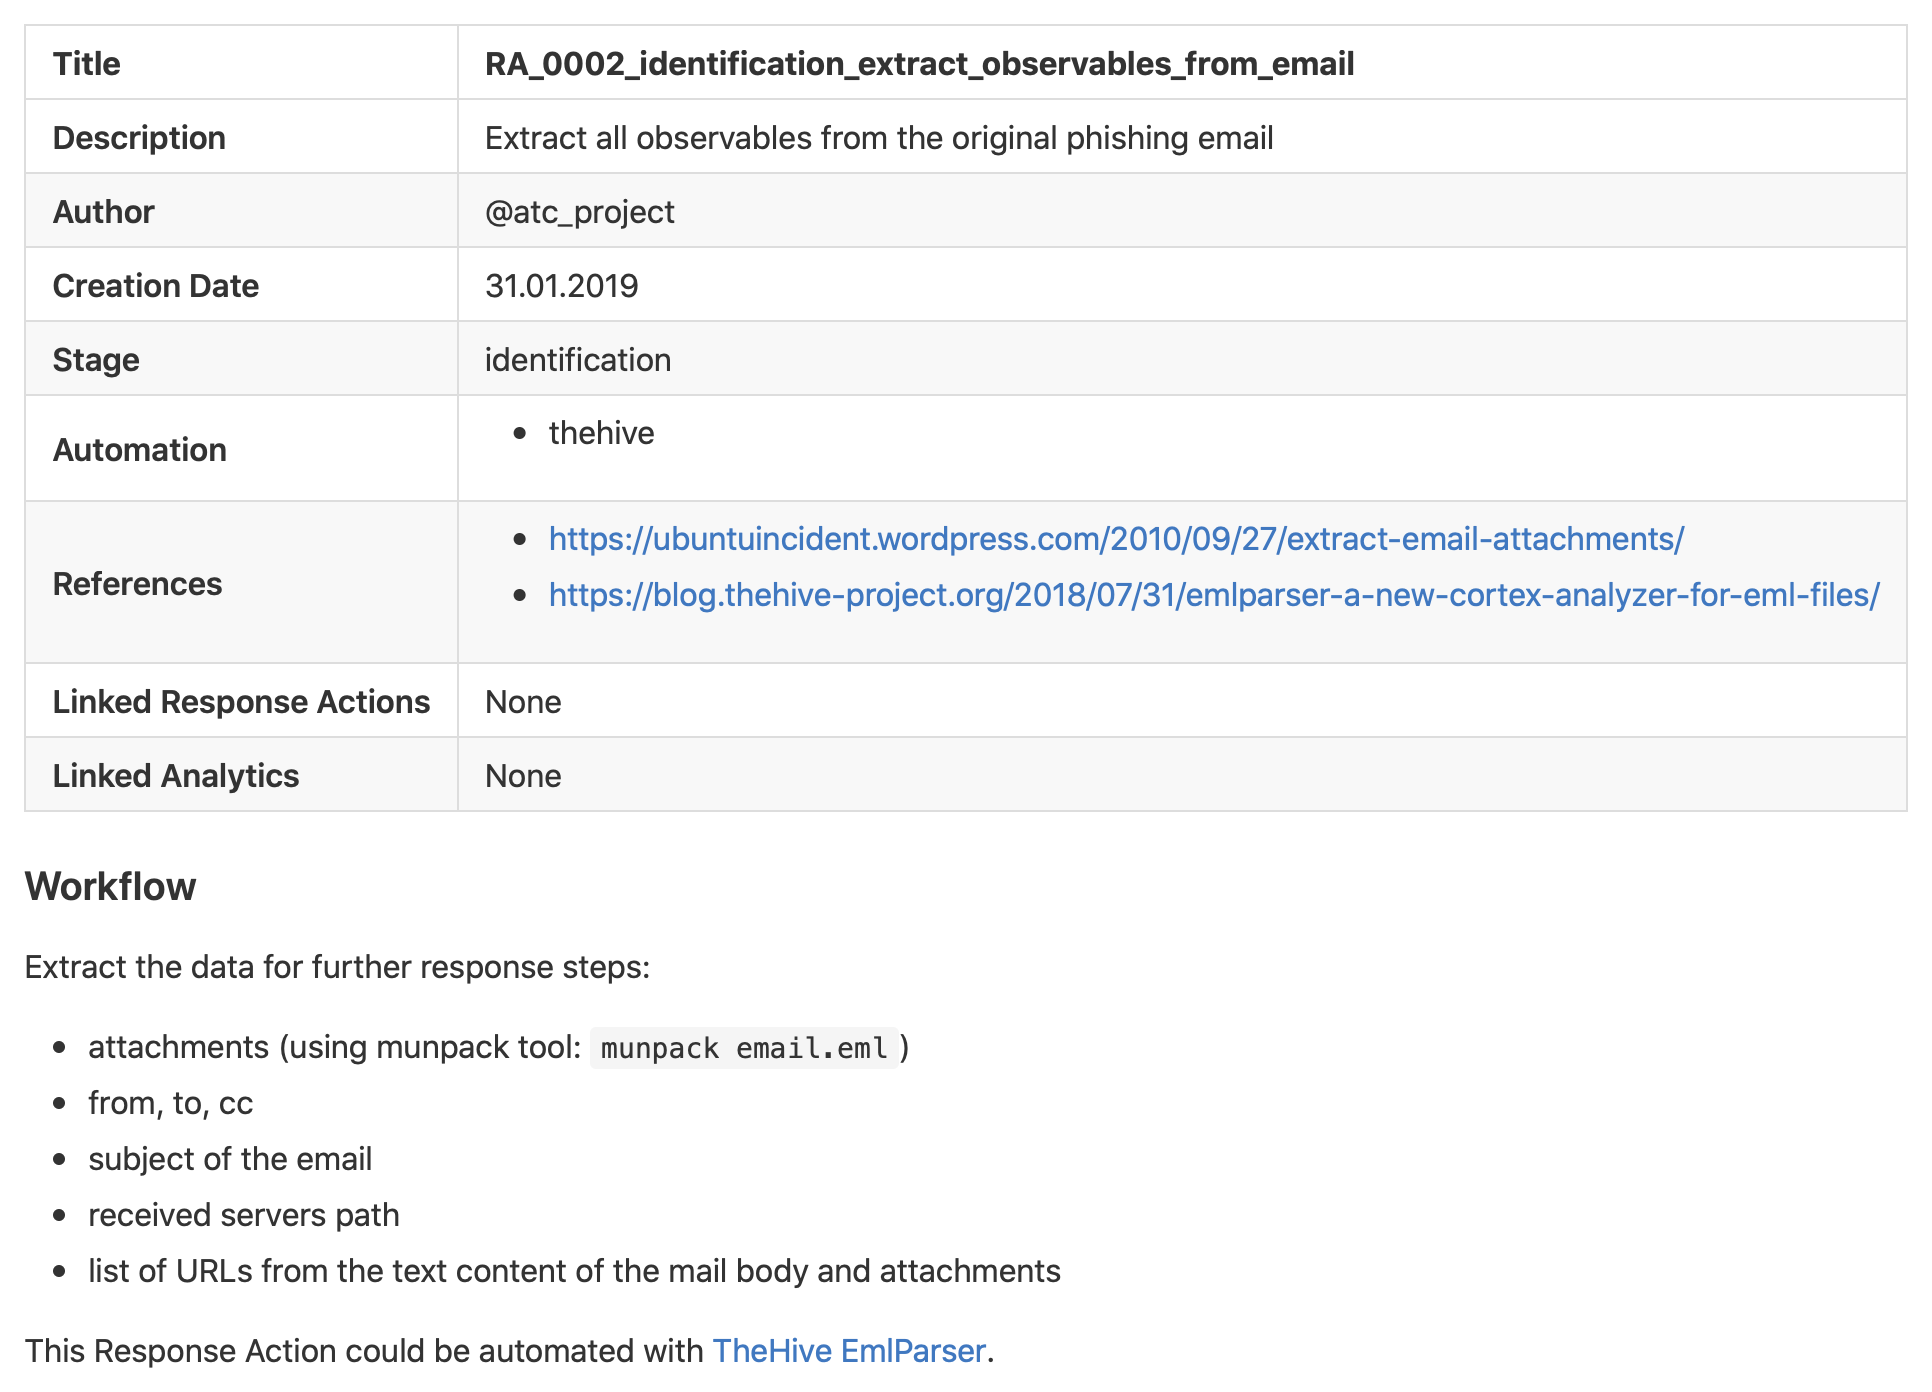 Title RA_0002_identification_extract_observables_from_email
Description Extract all observables from the original phishing email
Author @atc_project
Creation Date 31.01.2019
Stage identification
Automation • thehive
References • https://ubuntuincident.wordpress.com/2010/09/27/extract-email-attachments/
• https://blog.thehive-project.org/2018/07/31/emlparser-a-new-cortex-analyzer-for-eml-files/
Linked Response Actions None
Linked Analytics None
Workflow
Extract the data for further response steps:
• attachments (using munpack tool: munpack email.eml)
• from, to, cc
• subject of the email
• received servers path
• list of URLs from the text content of the mail body and attachments
This Response Action could be automated with TheHive EmlParser.